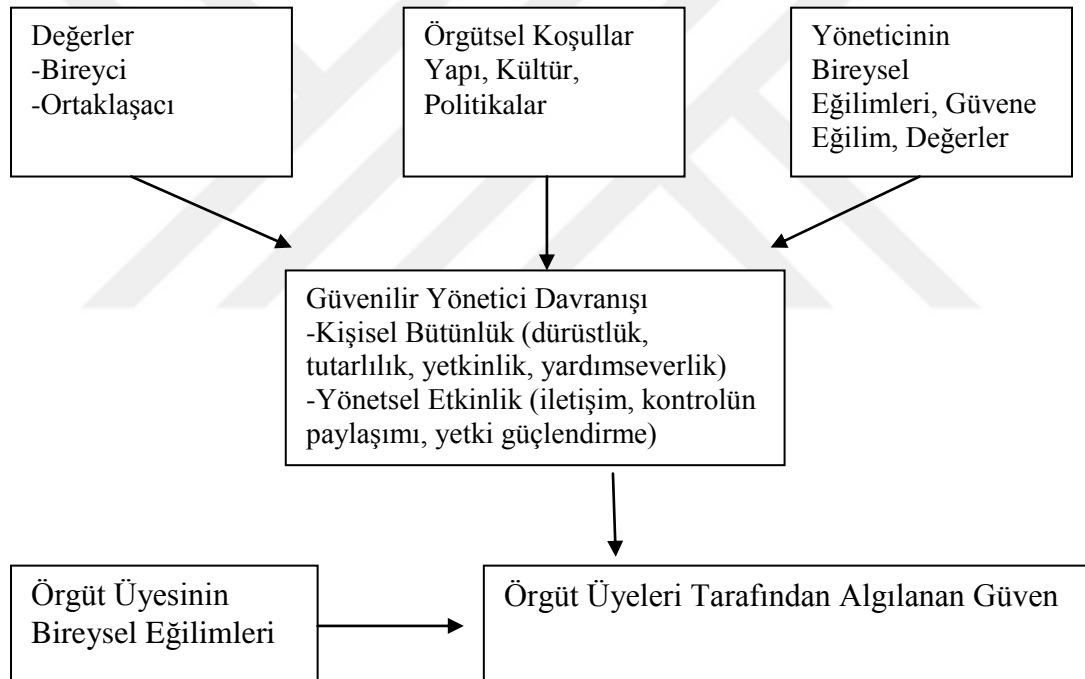 Değerler
-Bireyci
-Ortaklaşacı
Örgütsel Koşullar
Yapı, Kültür,
Politikalar
Yöneticinin
Bireysel
Eğilimleri, Güvene
Eğilim, Değerler
Güvenilir Yönetici Davranışı
-Kişisel Bütünlük (dürüstlük,
tutarlılık, yetkinlik, yardımseverlik)
-Yönetsel Etkinlik (iletişim, kontrolün
paylaşımı, yetki güçlendirme)
Örgüt Üyesinin
Bireysel Eğilimleri
Örgüt Üyeleri Tarafından Algılanan Güven